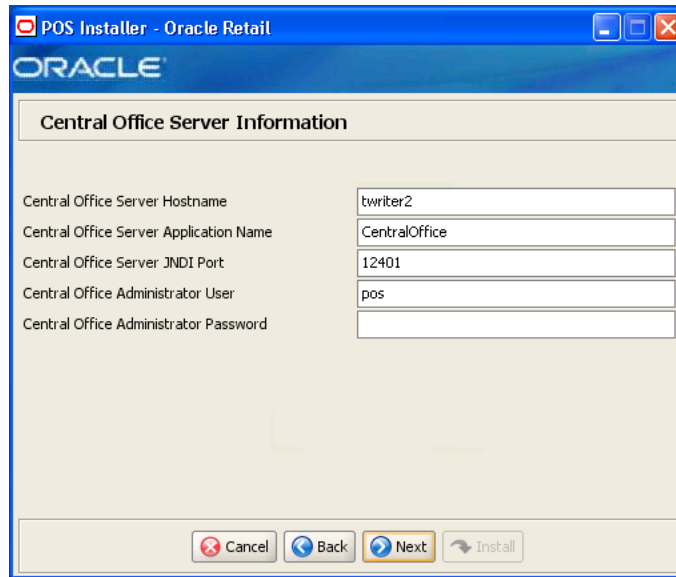 POS Installer - Oracle Retail
ORACLE
Central Office Server Information
Central Office Server Hostname twriter2
Central Office Server Application Name CentralOffice
Central Office Server JNDI Port 12401
Central Office Administrator User pos
Central Office Administrator Password
Cancel Back Next Install